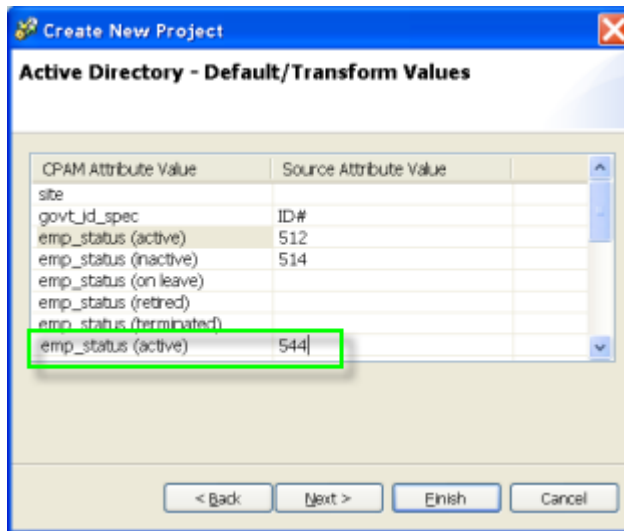 Create New Project
Active Directory - Default/Transform Values
CPAM Attribute Value Source Attribute Value
site
govt_id_spec ID#
emp_status (active) 512
emp_status (inactive) 514
emp_status (on leave)
emp_status (retired)
emp_status (terminated)
emp_status (active) 544
< Back Next > Finish Cancel